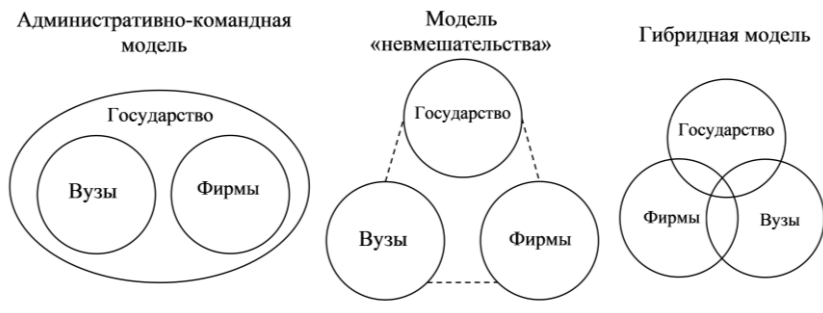 Административно-командная
модель
Государство
Вузы
Фирмы
Модель
«невмешательства»
Государство
Вузы
Фирмы
Гибридная модель
Государство
Фирмы
Вузы